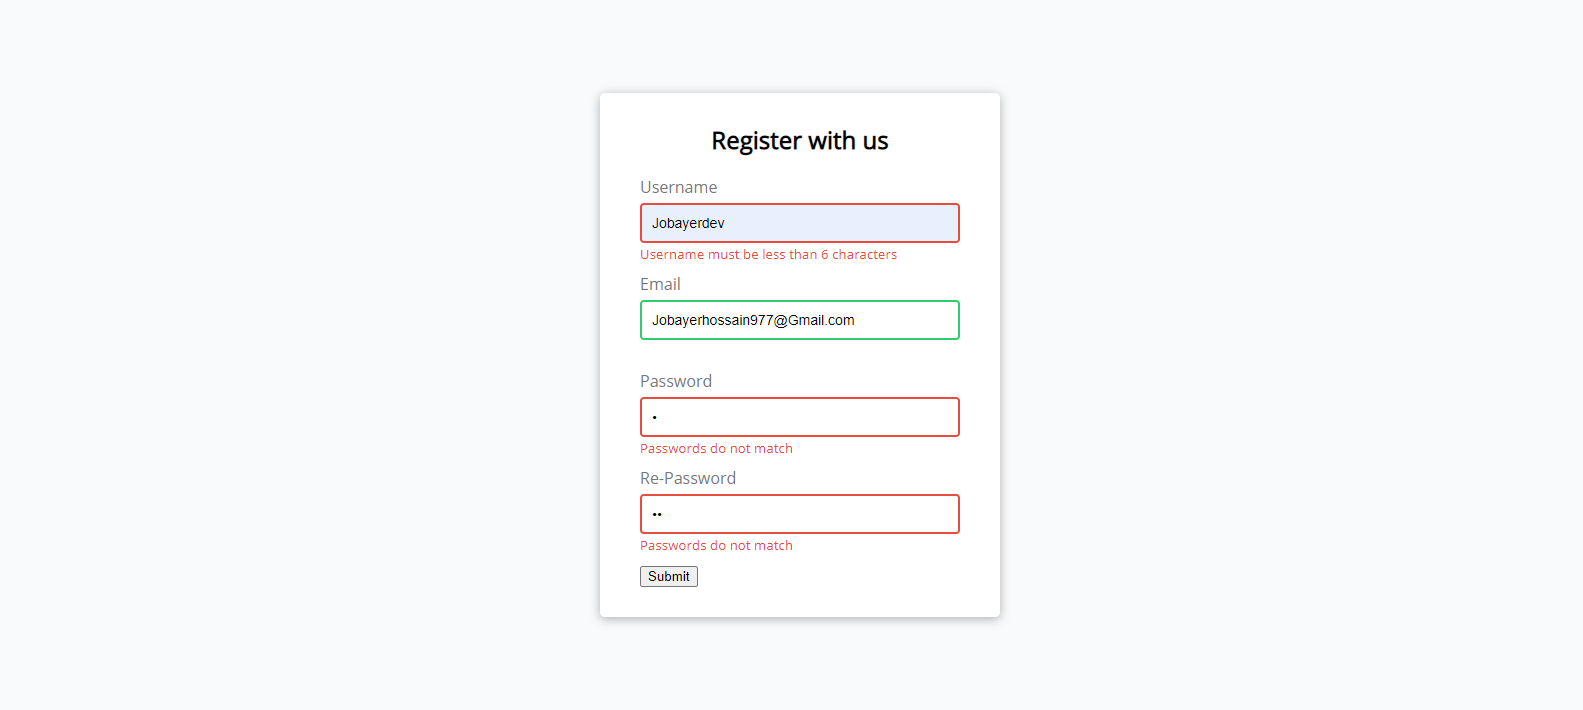 Register with us
Username
Jobayerdev
Username must be less than 6 characters
Email
Jobayerhossain977@Gmail.com
Password
•
Passwords do not match
Re-Password
••
Passwords do not match
Submit